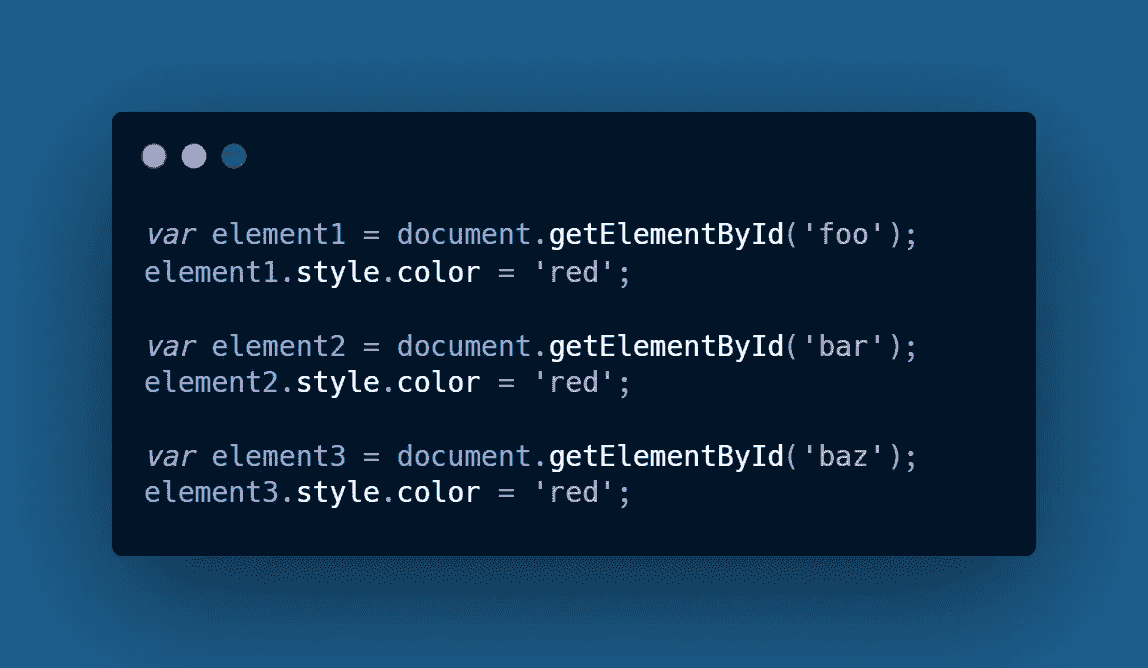 var element1 = document.getElementById('foo');
element1.style.color = 'red';
var element2 = document.getElementById('bar');
element2.style.color = 'red';
var element3 = document.getElementById('baz');
element3.style.color = 'red';